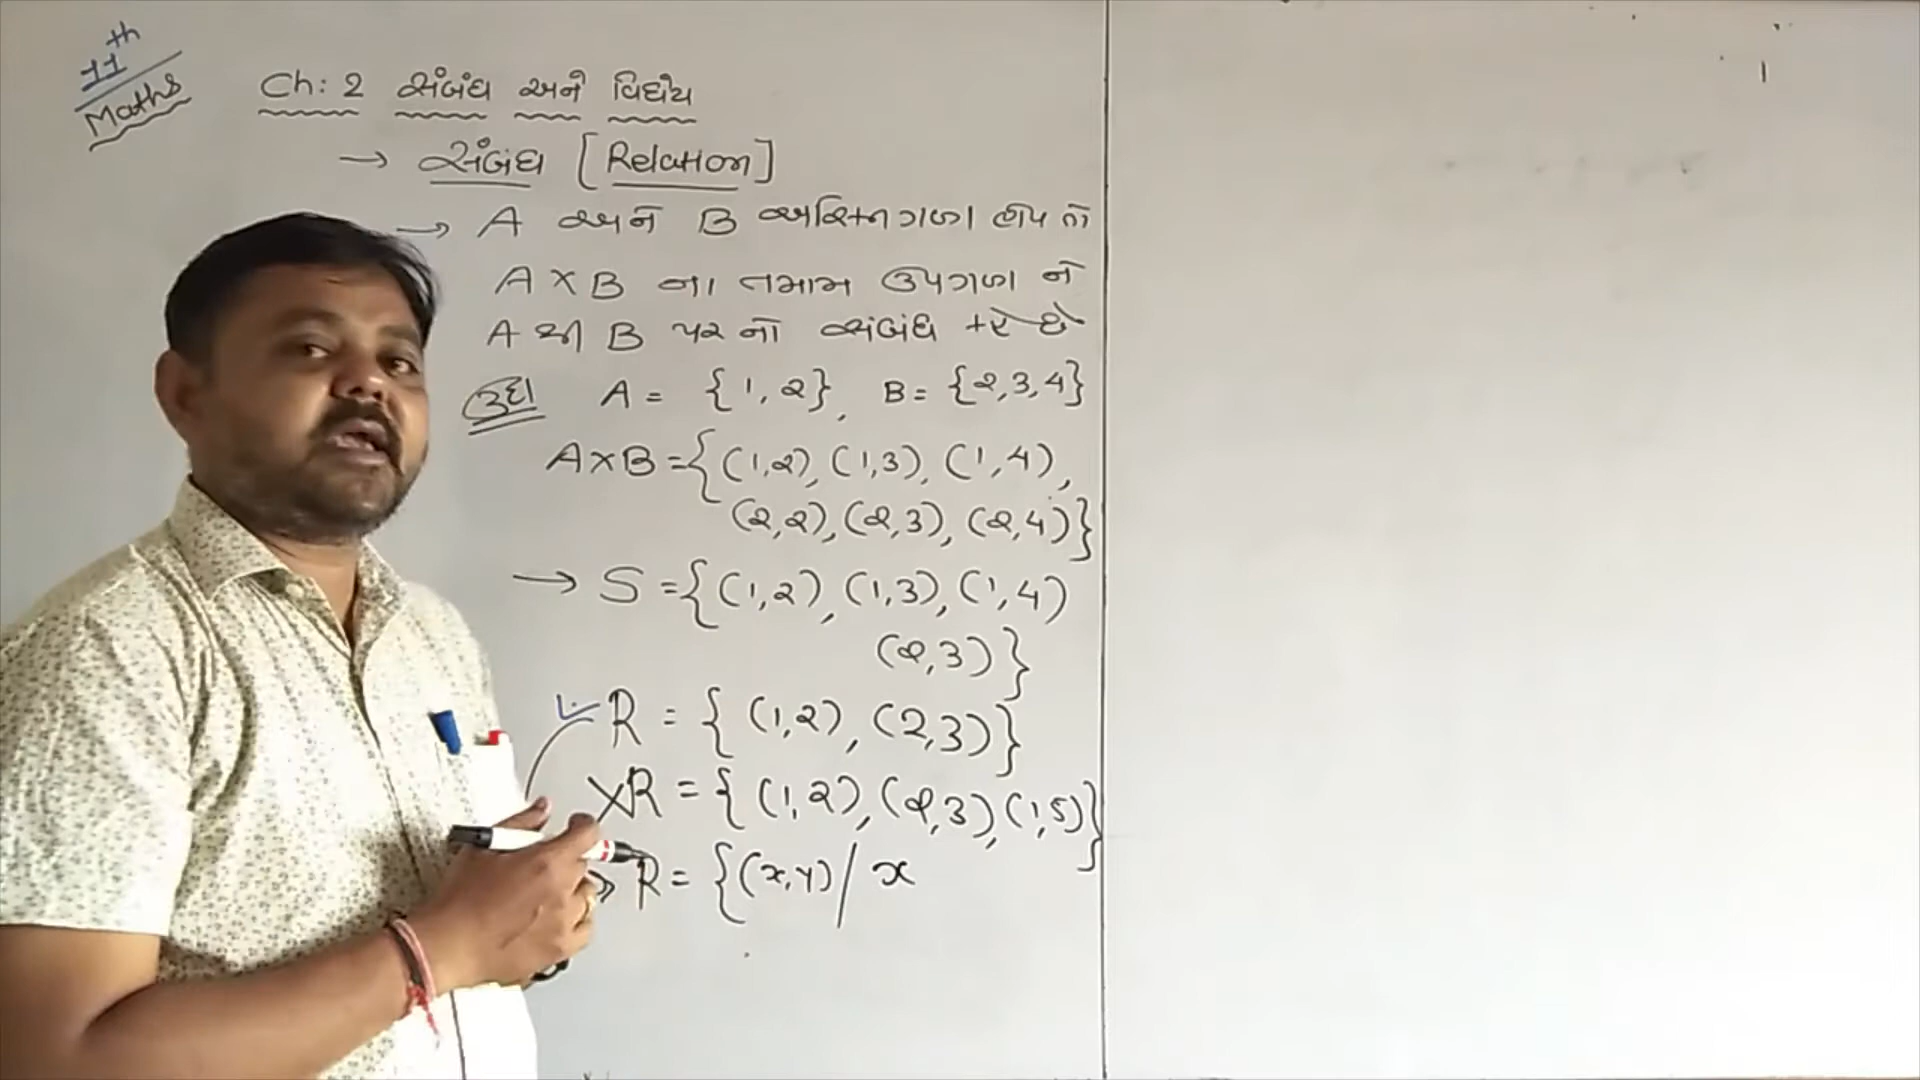 11th
Maths
Ch: 2 સંબંધ અને વિધેય
→ સંબંધ [Relation]
→ A અને B અરિક્તગણ હોય તો
A×B ના તમામ ઉપગણ ને
A થી B પર નો સંબંધ કહે છે
ઉદા A = {1, 2}, B = {2,3,4}
A×B = {(1,2), (1,3), (1,4),
(2,2), (2,3), (2,4)}
→ S = {(1,2), (1,3), (1,4)
(2,3)}
R = {(1,2), (2,3)}
×R = {(1,2), (2,3), (1,5)}
→ R = {(x,y) / x